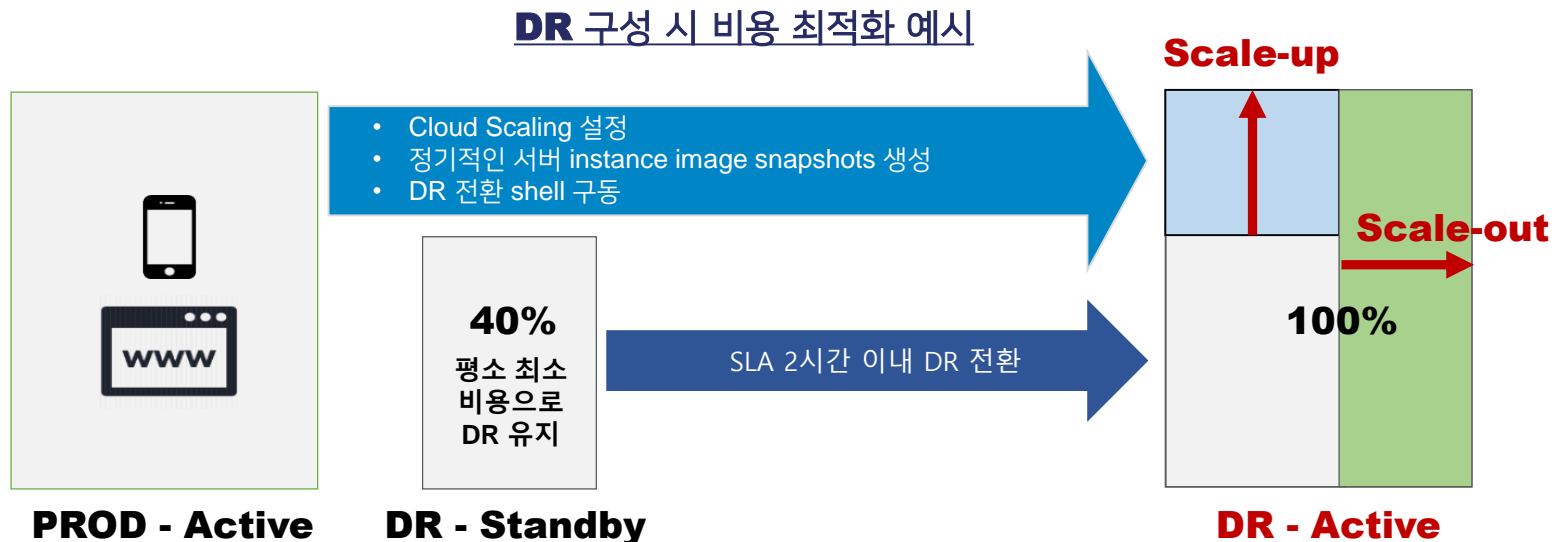 DR 구성 시 비용 최적화 예시
Scale-up
• Cloud Scaling 설정
• 정기적인 서버 instance image snapshots 생성
• DR 전환 shell 구동
Scale-out
WWW
40%
평소 최소
비용으로
DR 유지
SLA 2시간 이내 DR 전환
100%
PROD - Active
DR - Standby
DR - Active